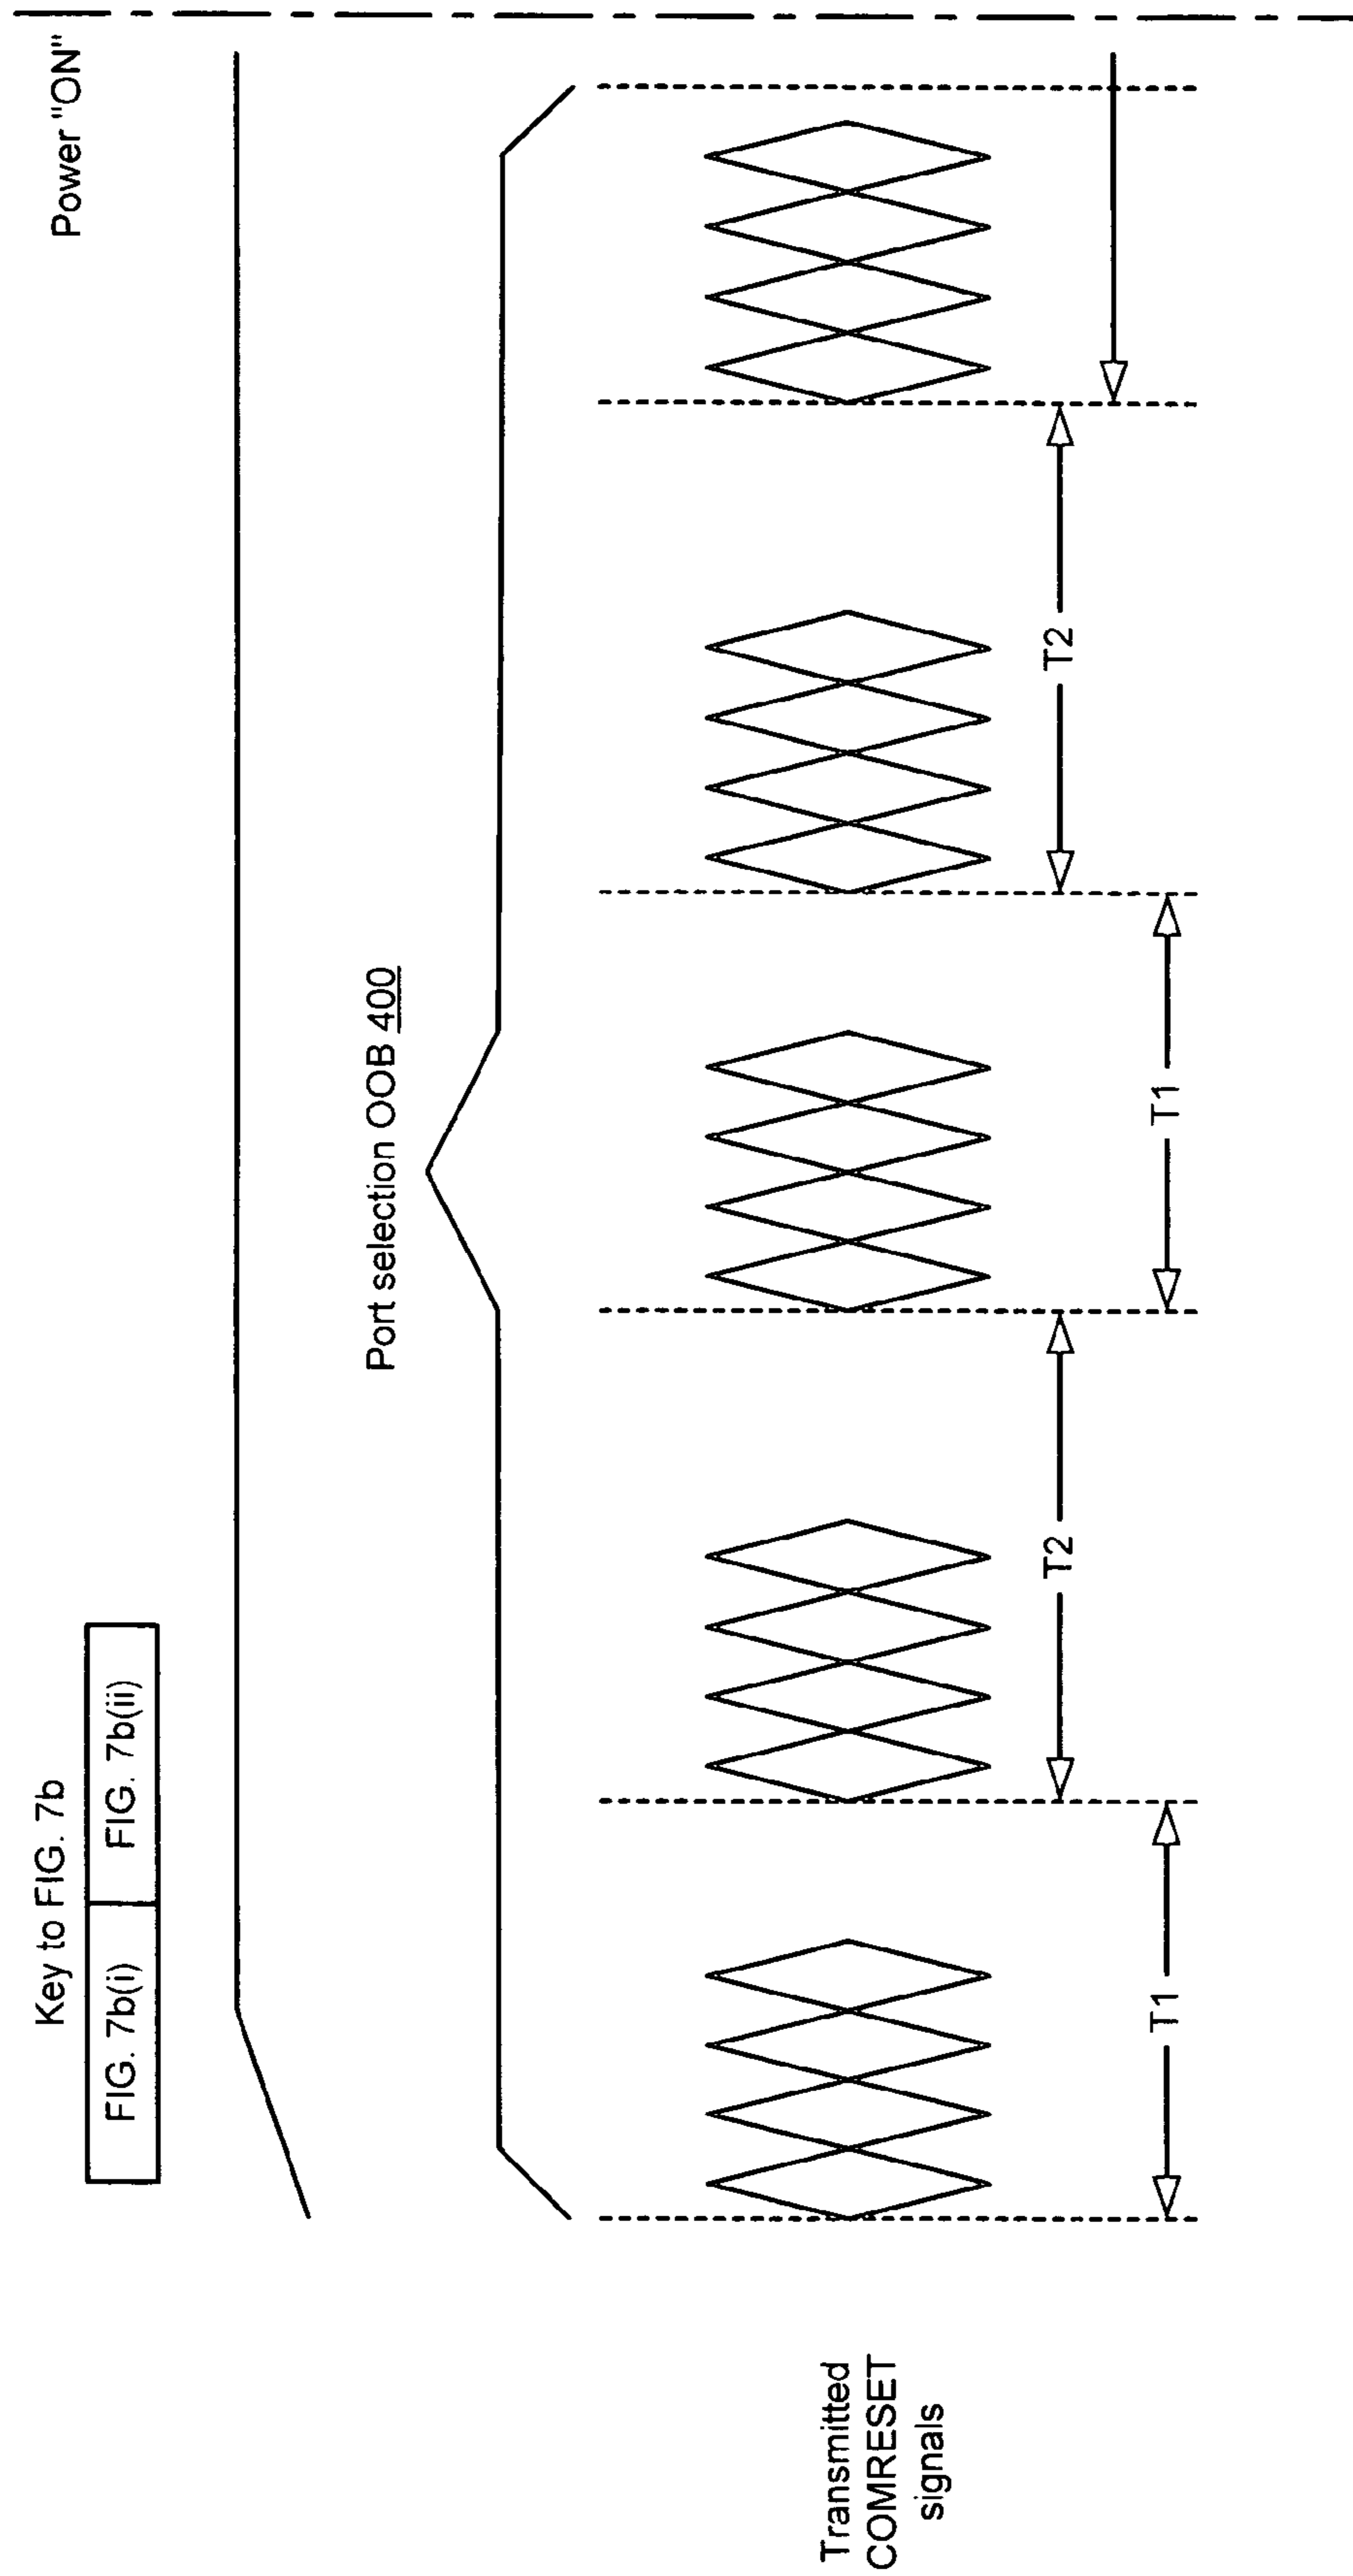 Key to FIG. 7b
FIG. 7b(i) FIG. 7b(ii)
Power "ON"
Port selection OOB 400
Transmitted
COMRESET
signals
T2
T2
T1
T1